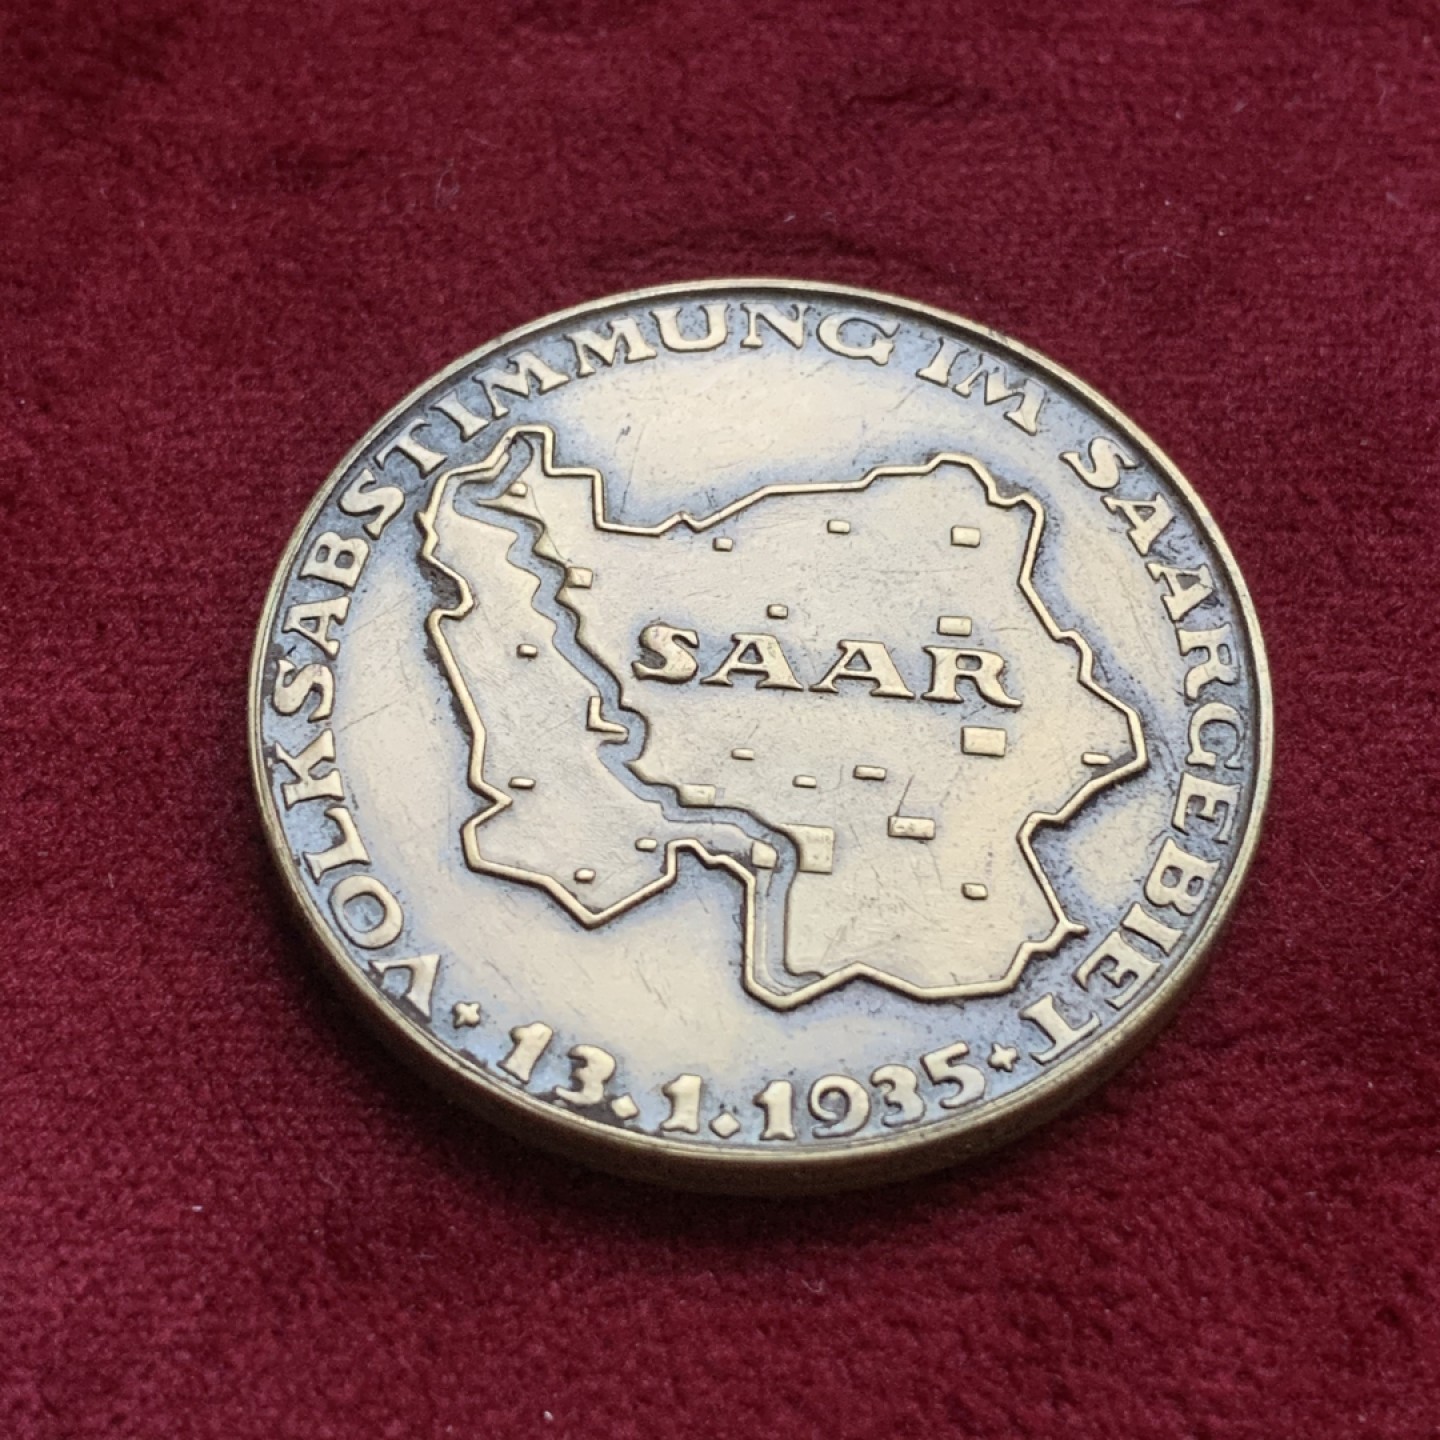 VOLKSABSTIMMUNG IM SAARGEBIET
SAAR
13.1.1935